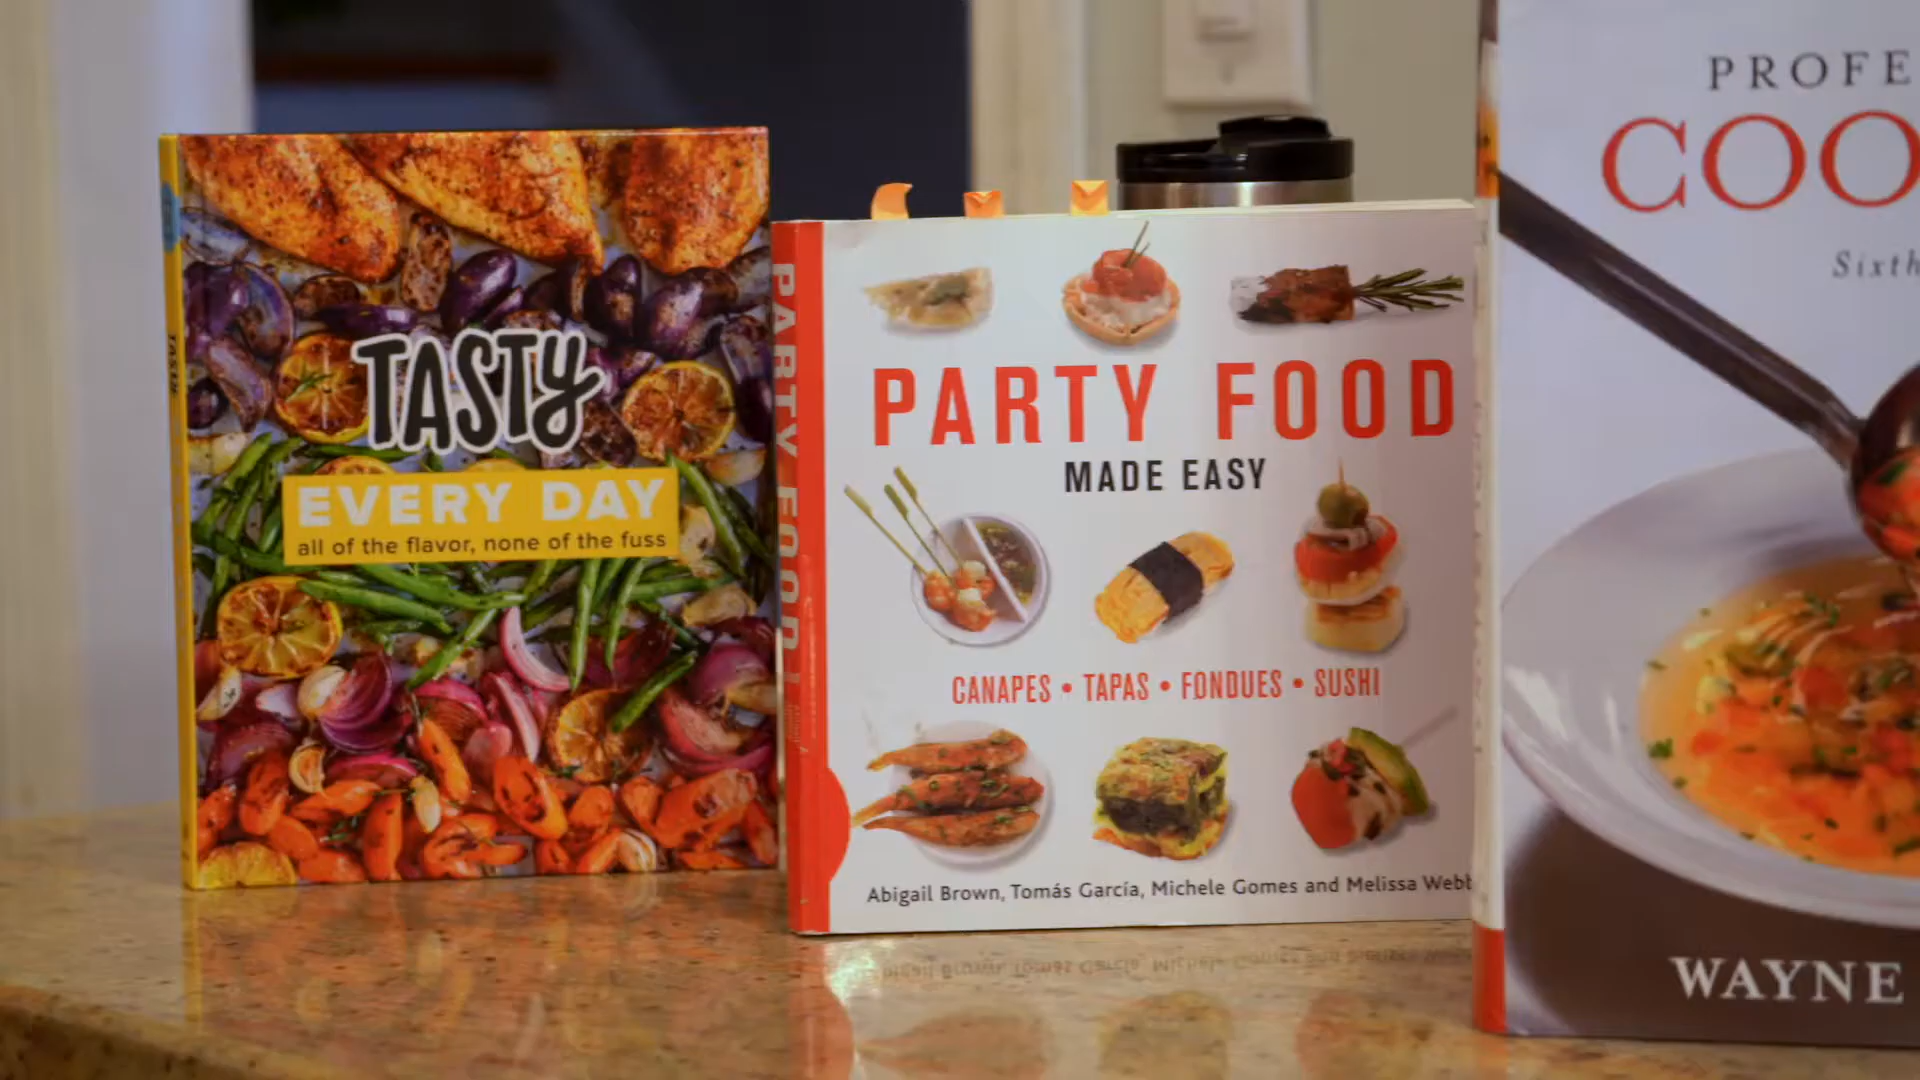 TASTY
EVERY DAY
all of the flavor, none of the fuss
TASTY
PARTY FOOD
PARTY FOOD
MADE EASY
CANAPES • TAPAS • FONDUES • SUSHI
Abigail Brown, Tomás García, Michele Gomes and Melissa Webb
PROFE
COO
Sixth
WAYNE